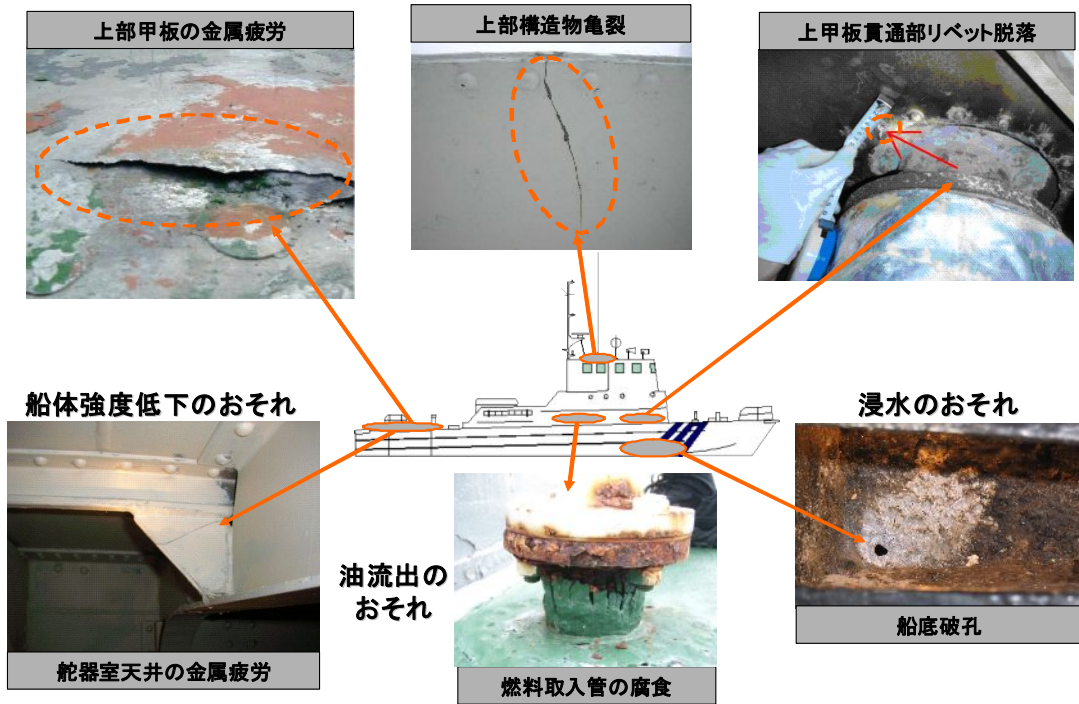 上部甲板の金属疲労
上部構造物亀裂
上甲板貫通部リベット脱落
船体強度低下のおそれ
浸水のおそれ
油流出の
おそれ
舵器室天井の金属疲労
燃料取入管の腐食
船底破孔